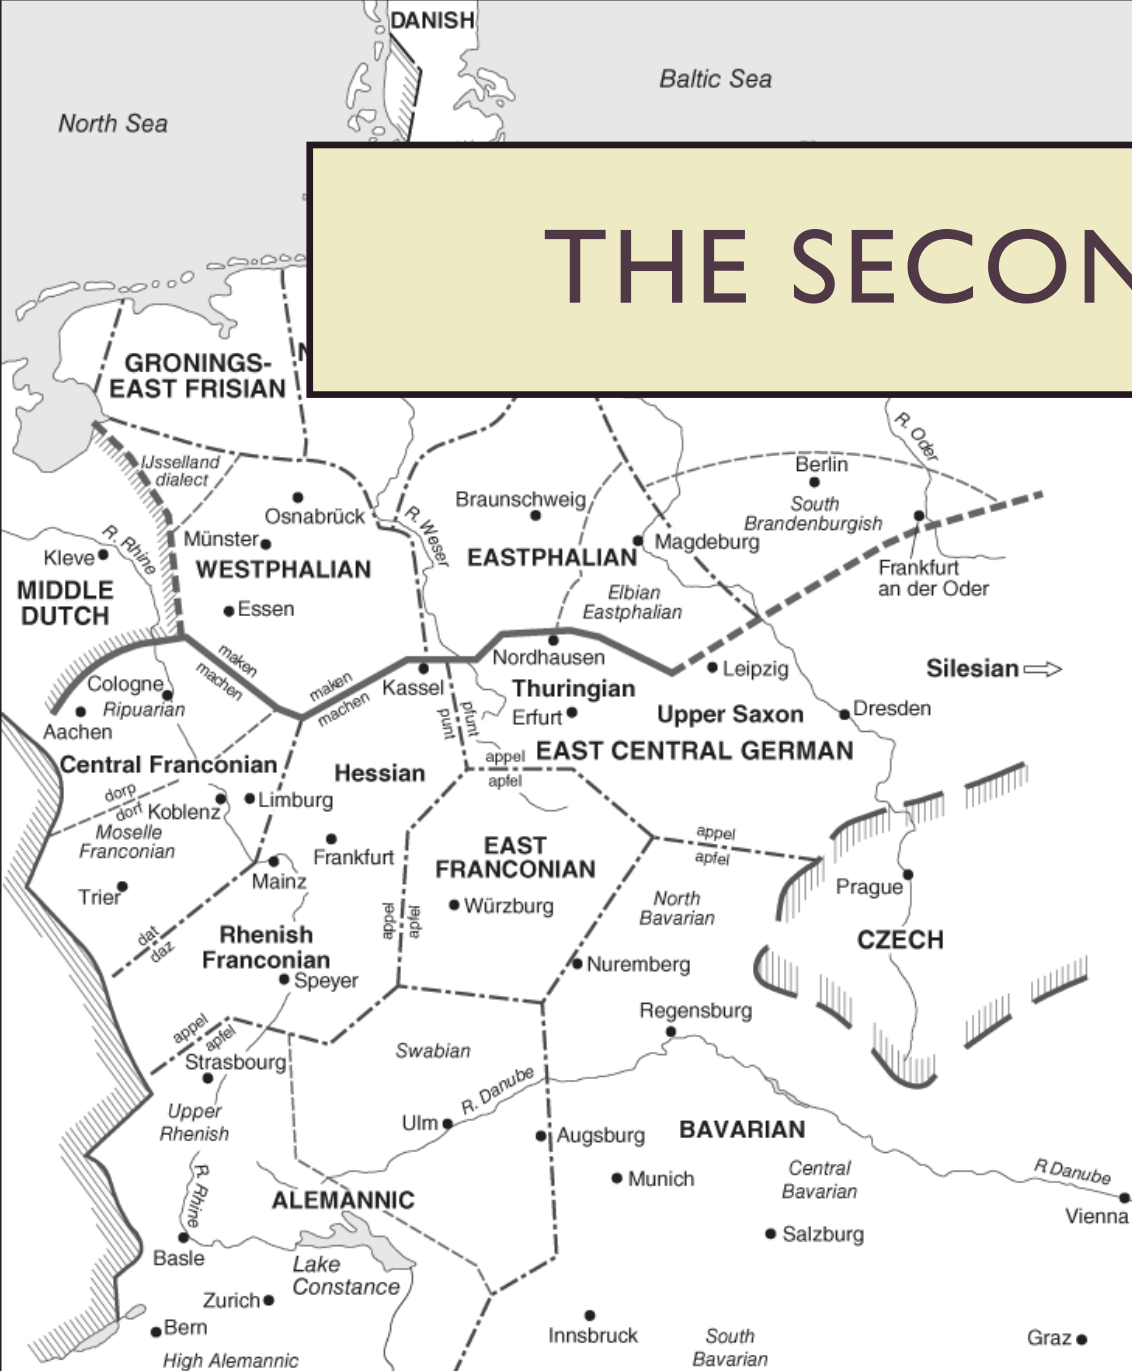 DANISH
Baltic Sea
North Sea
THE SECON
GRONINGS-
EAST FRISIAN
N
R. Oder
IJsselland
dialect
Berlin
South
Brandenburgish
Braunschweig
Osnabrück
R. Weser
R. Rhine
Münster
Magdeburg
Kleve
EASTPHALIAN
WESTPHALIAN
Frankfurt
an der Oder
MIDDLE
DUTCH
Elbian
Eastphalian
Essen
maken
machen
Nordhausen
Leipzig
Silesian
Cologne
Ripuarian
maken
machen
Kassel
Thuringian
Aachen
pfunt
punt
Erfurt
Upper Saxon
Dresden
Central Franconian
Hessian
appel
apfel
EAST CENTRAL GERMAN
dorp
dorf
Koblenz
Limburg
Moselle
Franconian
Frankfurt
EAST
FRANCONIAN
appel
apfel
Mainz
Trier
Prague
Würzburg
North
Bavarian
appel
apfel
dat
daz
Rhenish
Franconian
CZECH
Speyer
Nuremberg
Regensburg
appel
apfel
Strasbourg
Swabian
R. Danube
Upper
Rhenish
Ulm
Augsburg
BAVARIAN
R. Rhine
Munich
Central
Bavarian
R Danube
ALEMANNIC
Vienna
Salzburg
Basle
Lake
Constance
Zurich
Bern
Innsbruck
South
Bavarian
Graz
High Alemannic